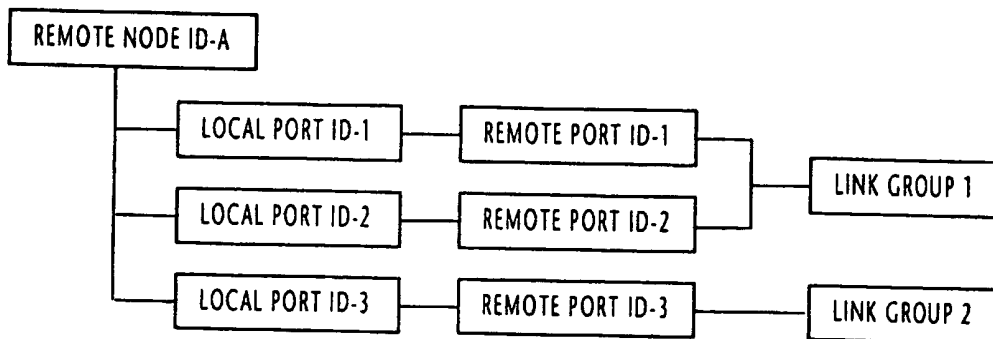 REMOTE NODE ID-A
LOCAL PORT ID-1
REMOTE PORT ID-1
LINK GROUP 1
LOCAL PORT ID-2
REMOTE PORT ID-2
LOCAL PORT ID-3
REMOTE PORT ID-3
LINK GROUP 2